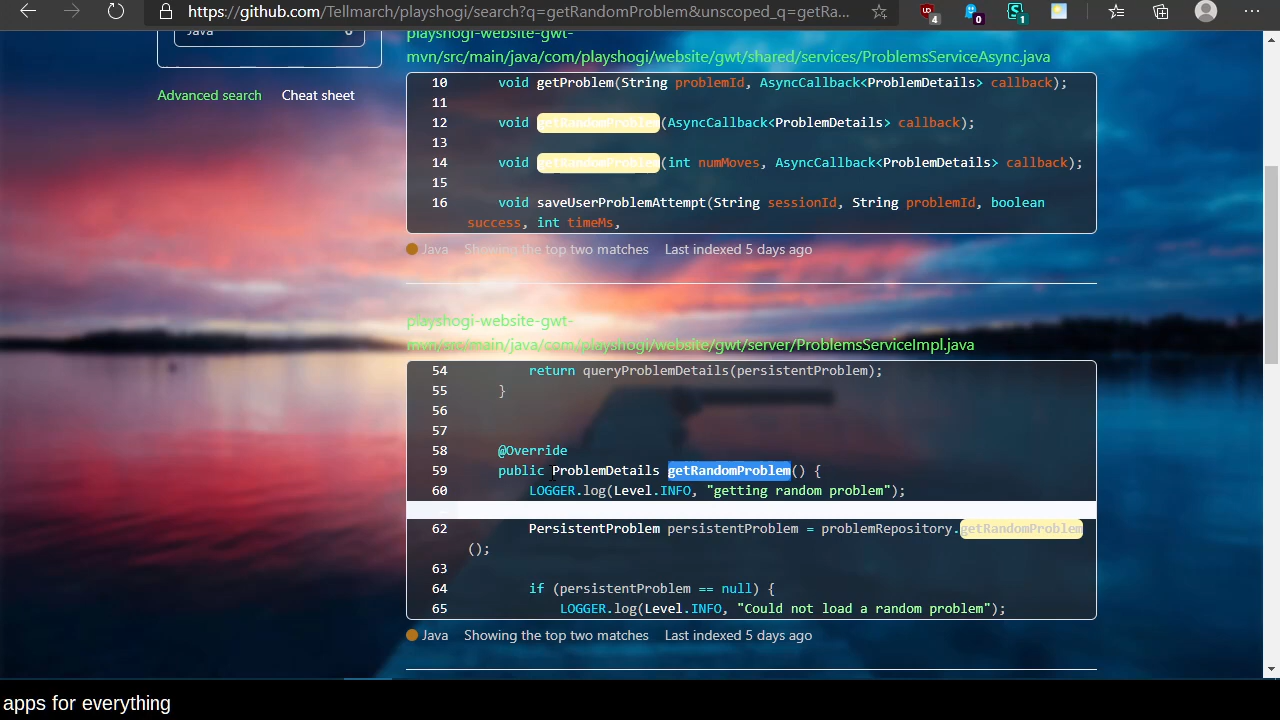 https://github.com/Tellmarch/playshogi/search?q=getRandomProblem&unscoped_q=getRa...
4
0
1
Java
Advanced search Cheat sheet
playshogi-website-gwt-
mvn/src/main/java/com/playshogi/website/gwt/shared/services/ProblemsServiceAsync.java
10 void getProblem(String problemId, AsyncCallback<ProblemDetails> callback);
11
12 void getRandomProblem(AsyncCallback<ProblemDetails> callback);
13
14 void getRandomProblem(int numMoves, AsyncCallback<ProblemDetails> callback);
15
16 void saveUserProblemAttempt(String sessionId, String problemId, boolean
success, int timeMs,
Java Showing the top two matches Last indexed 5 days ago
playshogi-website-gwt-
mvn/src/main/java/com/playshogi/website/gwt/server/ProblemsServiceImpl.java
54 return queryProblemDetails(persistentProblem);
55 }
56
57
58 @Override
59 public ProblemDetails getRandomProblem() {
60 LOGGER.log(Level.INFO, "getting random problem");
62 PersistentProblem persistentProblem = problemRepository.getRandomProblem
();
63
64 if (persistentProblem == null) {
65 LOGGER.log(Level.INFO, "Could not load a random problem");
Java Showing the top two matches Last indexed 5 days ago
apps for everything